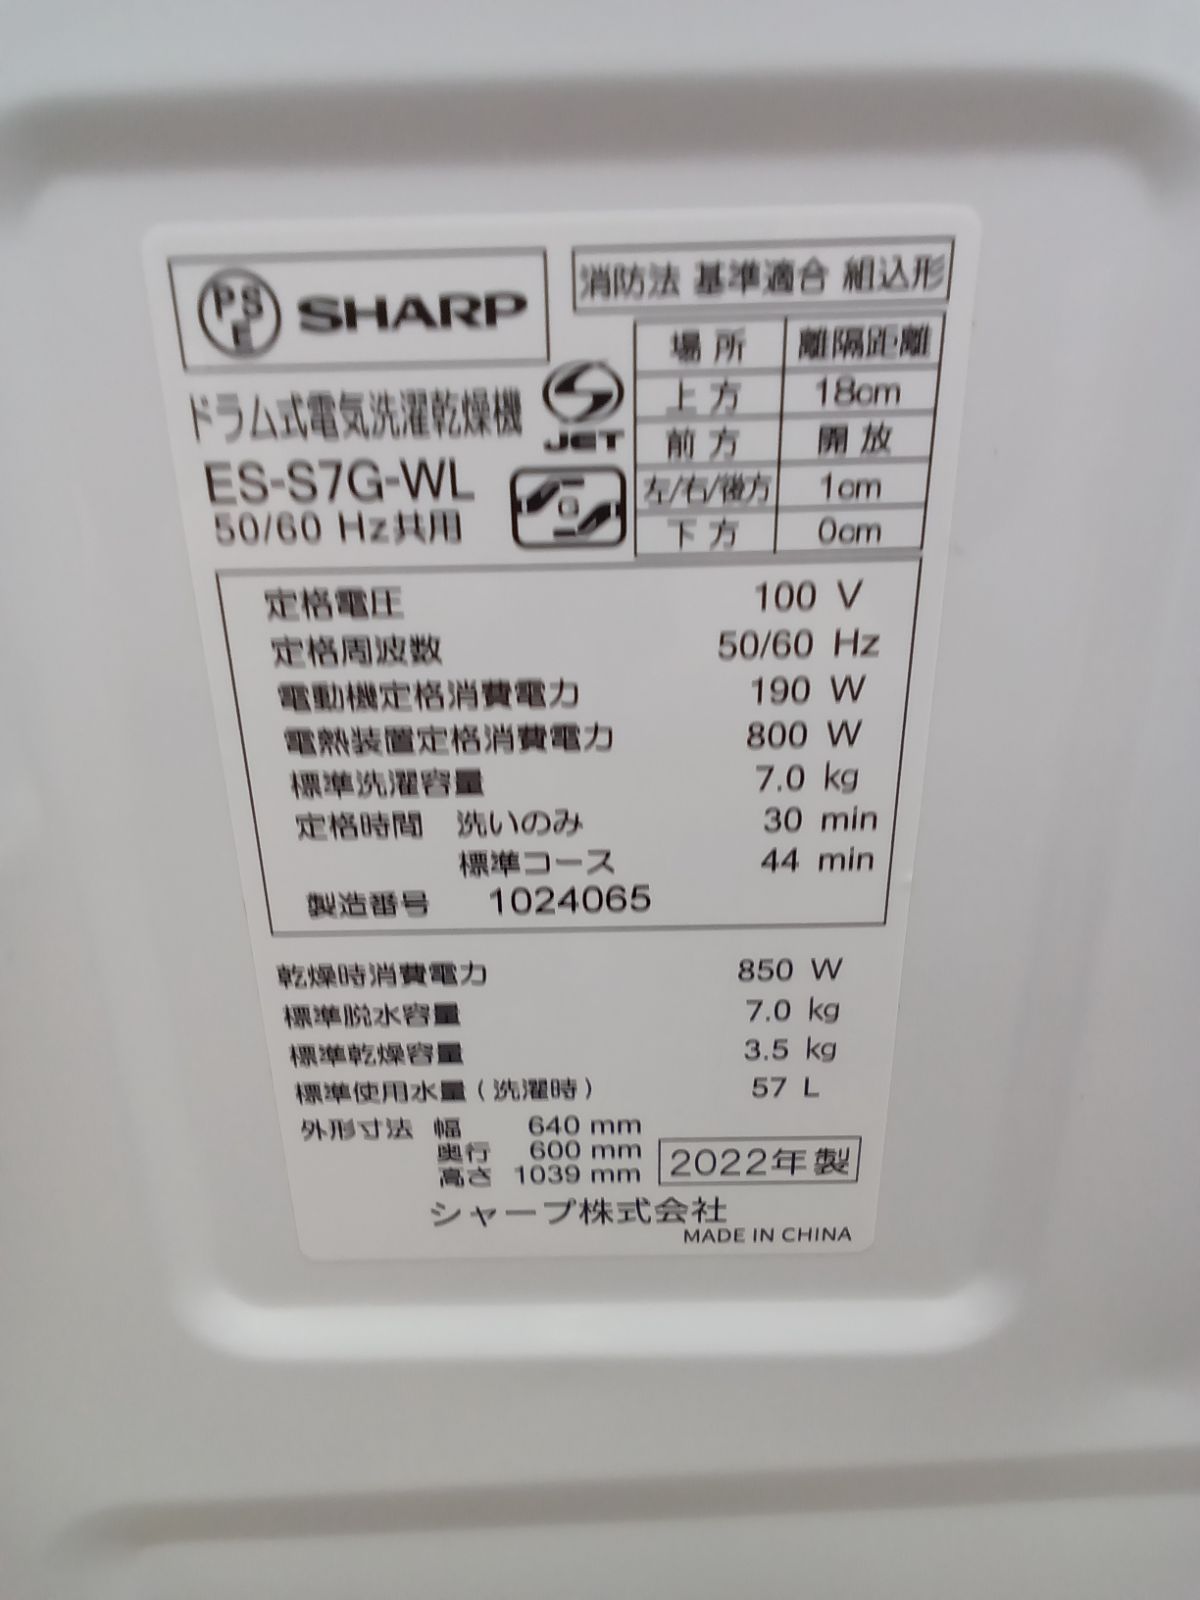 PSE SHARP
消防法 基準適合 組込形
場所 離隔距離
上方 18cm
前方 開放
左/右/後方 1cm
下方 0cm
ドラム式電気洗濯乾燥機
JET
ES-S7G-WL
50/60 Hz共用
定格電圧 100 V
定格周波数 50/60 Hz
電動機定格消費電力 190 W
電熱装置定格消費電力 800 W
標準洗濯容量 7.0 kg
定格時間 洗いのみ 30 min
標準コース 44 min
製造番号 1024065
乾燥時消費電力 850 W
標準脱水容量 7.0 kg
標準乾燥容量 3.5 kg
標準使用水量(洗濯時) 57 L
外形寸法 幅 640 mm
奥行 600 mm
高さ 1039 mm
2022年製
シャープ株式会社
MADE IN CHINA